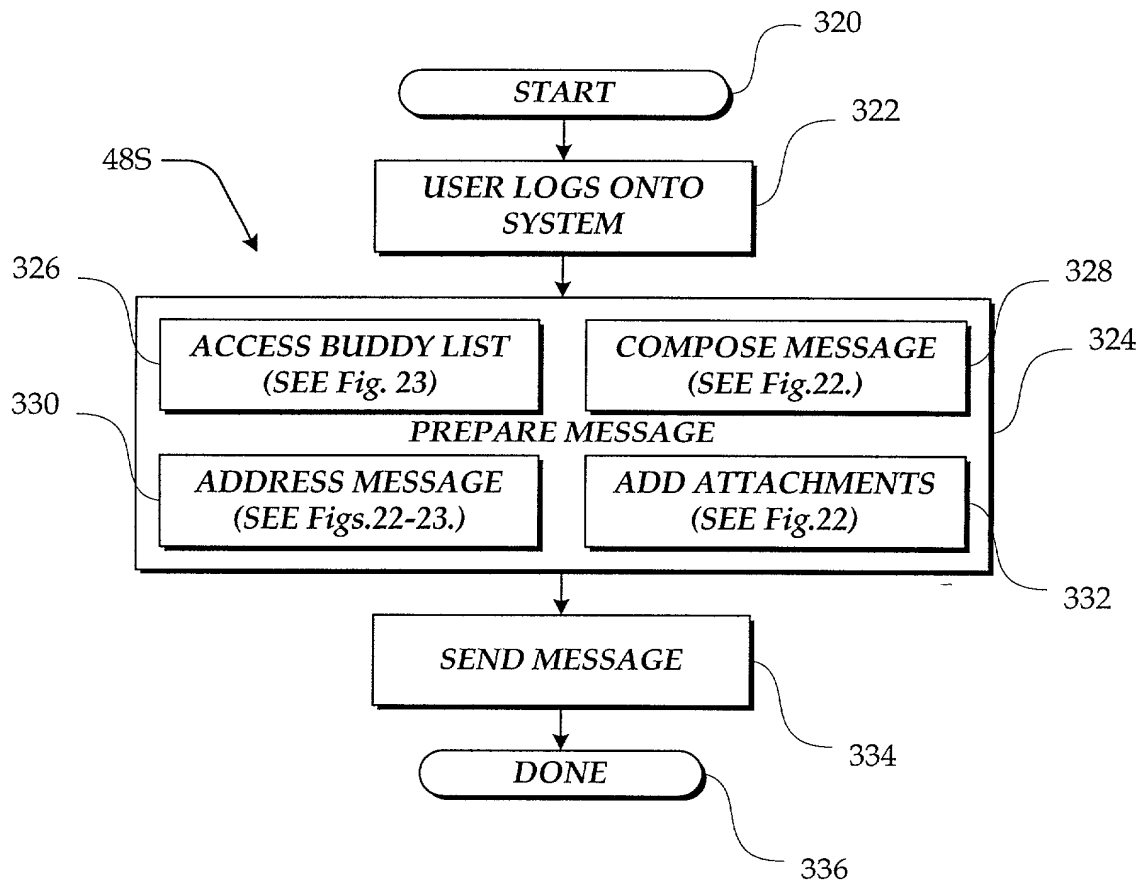 320
START
322
48S
USER LOGS ONTO
SYSTEM
326
328
ACCESS BUDDY LIST
(SEE Fig. 23)
COMPOSE MESSAGE
(SEE Fig.22.)
324
330
PREPARE MESSAGE
ADDRESS MESSAGE
(SEE Figs.22-23.)
ADD ATTACHMENTS
(SEE Fig.22)
332
SEND MESSAGE
334
DONE
336